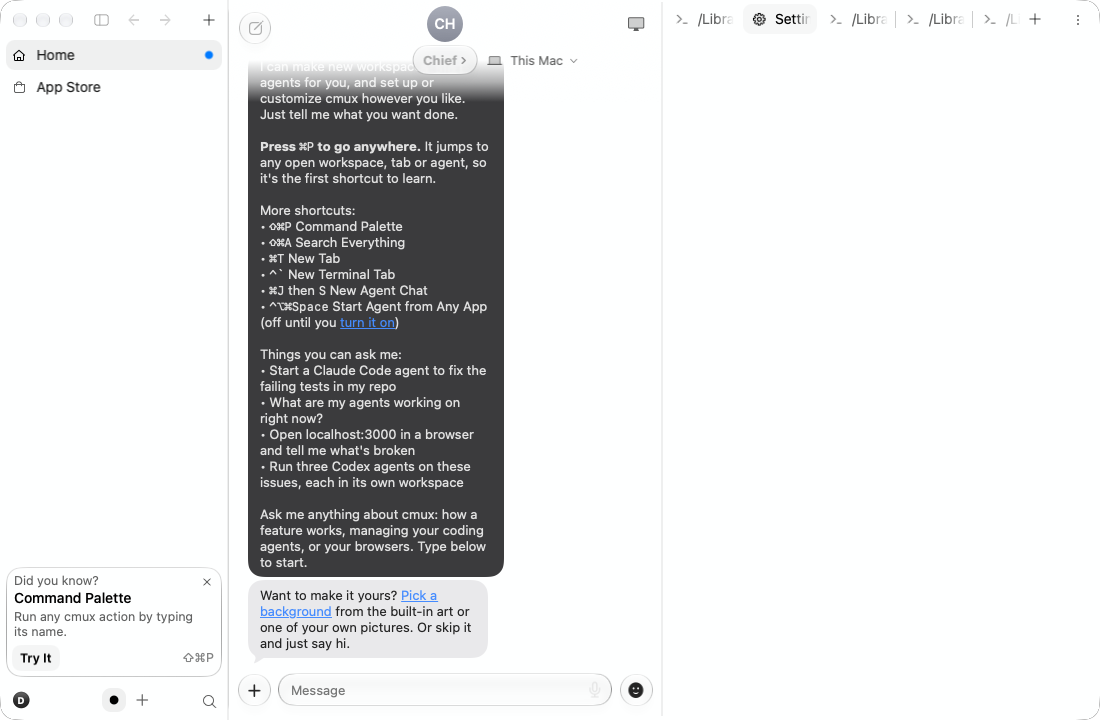 Home
App Store
Did you know?
Command Palette
Run any cmux action by typing
its name.
Try It
⇧⌘P
D
CH
Chief ›
This Mac
I can make new workspac
agents for you, and set up or
customize cmux however you like.
Just tell me what you want done.
Press ⌘P to go anywhere. It jumps to
any open workspace, tab or agent, so
it's the first shortcut to learn.
More shortcuts:
• ⇧⌘P Command Palette
• ⇧⌘A Search Everything
• ⌘T New Tab
• ^` New Terminal Tab
• ⌘J then S New Agent Chat
• ^⌥⌘Space Start Agent from Any App
(off until you turn it on)
Things you can ask me:
• Start a Claude Code agent to fix the
failing tests in my repo
• What are my agents working on
right now?
• Open localhost:3000 in a browser
and tell me what's broken
• Run three Codex agents on these
issues, each in its own workspace
Ask me anything about cmux: how a
feature works, managing your coding
agents, or your browsers. Type below
to start.
Want to make it yours? Pick a
background from the built-in art or
one of your own pictures. Or skip it
and just say hi.
Message
/Libra
Settin
/Libra
/Libra
/L